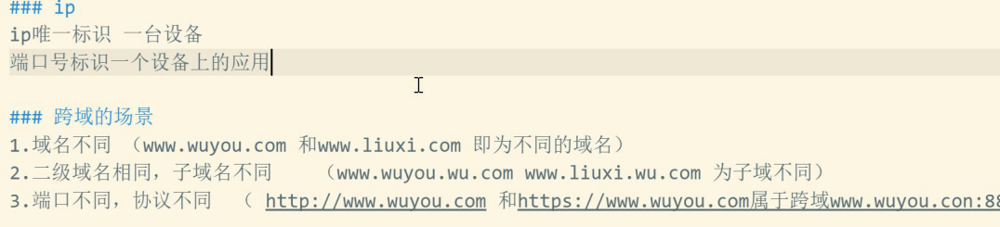 ### ip
ip唯一标识 一台设备
端口号标识一个设备上的应用
### 跨域的场景
1.域名不同 （www.wuyou.com 和www.liuxi.com 即为不同的域名）
2.二级域名相同，子域名不同 （www.wuyou.wu.com www.liuxi.wu.com 为子域不同）
3.端口不同，协议不同 （ http://www.wuyou.com 和https://www.wuyou.com属于跨域www.wuyou.con:88